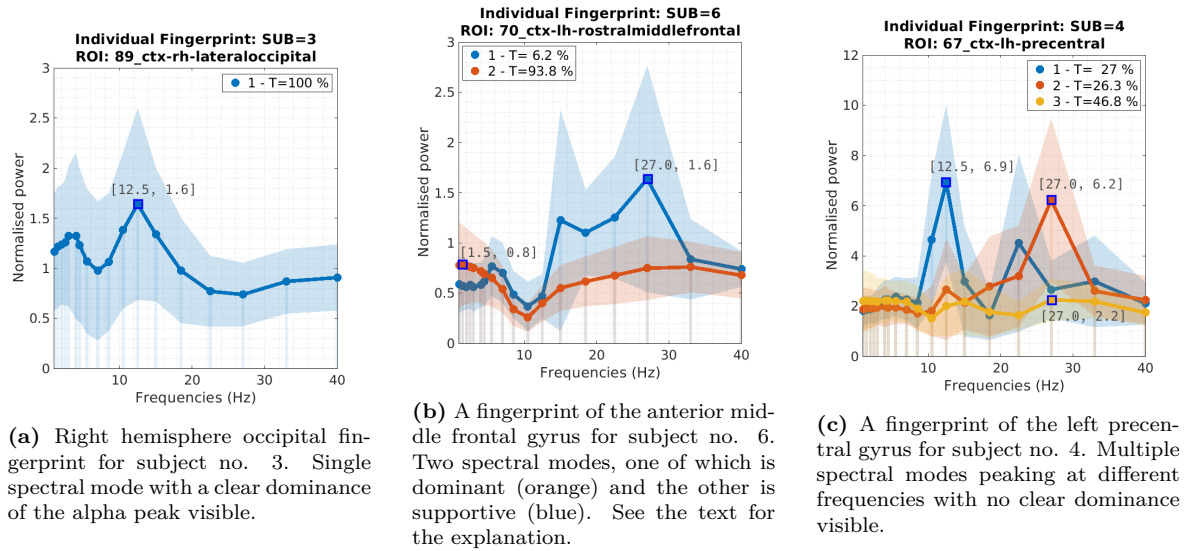 Individual Fingerprint: SUB=3
ROI: 89_ctx-rh-lateraloccipital
3
2.5
2
1.5
1
0.5
0
Normalised power
1 - T=100 %
[12.5, 1.6]
10
20
30
40
Frequencies (Hz)
(a) Right hemisphere occipital fin-
gerprint for subject no. 3. Single
spectral mode with a clear dominance
of the alpha peak visible.
Individual Fingerprint: SUB=6
ROI: 70_ctx-lh-rostralmiddlefrontal
3
2.5
2
1.5
1
0.5
0
Normalised power
1 - T= 6.2 %
2 - T=93.8 %
[27.0, 1.6]
[1.5, 0.8]
10
20
30
40
Frequencies (Hz)
(b) A fingerprint of the anterior mid-
dle frontal gyrus for subject no. 6.
Two spectral modes, one of which is
dominant (orange) and the other is
supportive (blue). See the text for
the explanation.
Individual Fingerprint: SUB=4
ROI: 67_ctx-lh-precentral
12
10
8
6
4
2
0
Normalised power
1 - T= 27 %
2 - T=26.3 %
3 - T=46.8 %
[12.5, 6.9]
[27.0, 6.2]
[27.0, 2.2]
10
20
30
40
Frequencies (Hz)
(c) A fingerprint of the left precen-
tral gyrus for subject no. 4. Multiple
spectral modes peaking at different
frequencies with no clear dominance
visible.